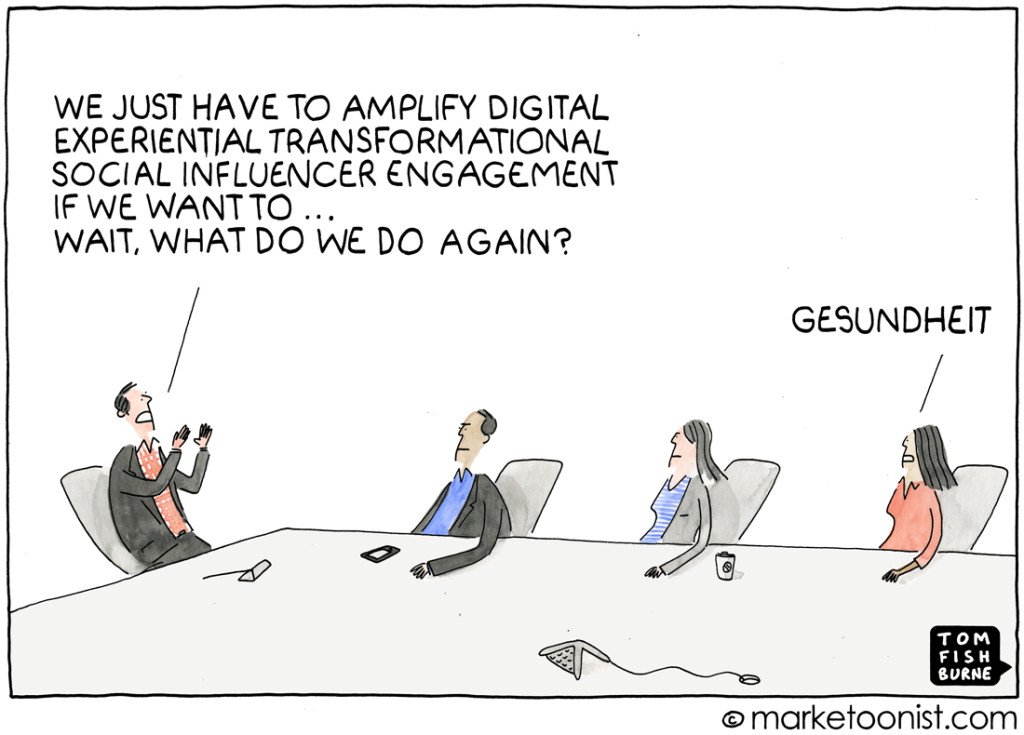 WE JUST HAVE TO AMPLIFY DIGITAL
EXPERIENTIAL TRANSFORMATIONAL
SOCIAL INFLUENCER ENGAGEMENT
IF WE WANT TO ...
WAIT, WHAT DO WE DO AGAIN?
GESUNDHEIT
TOM
FISH
BURNE
© marketoonist.com